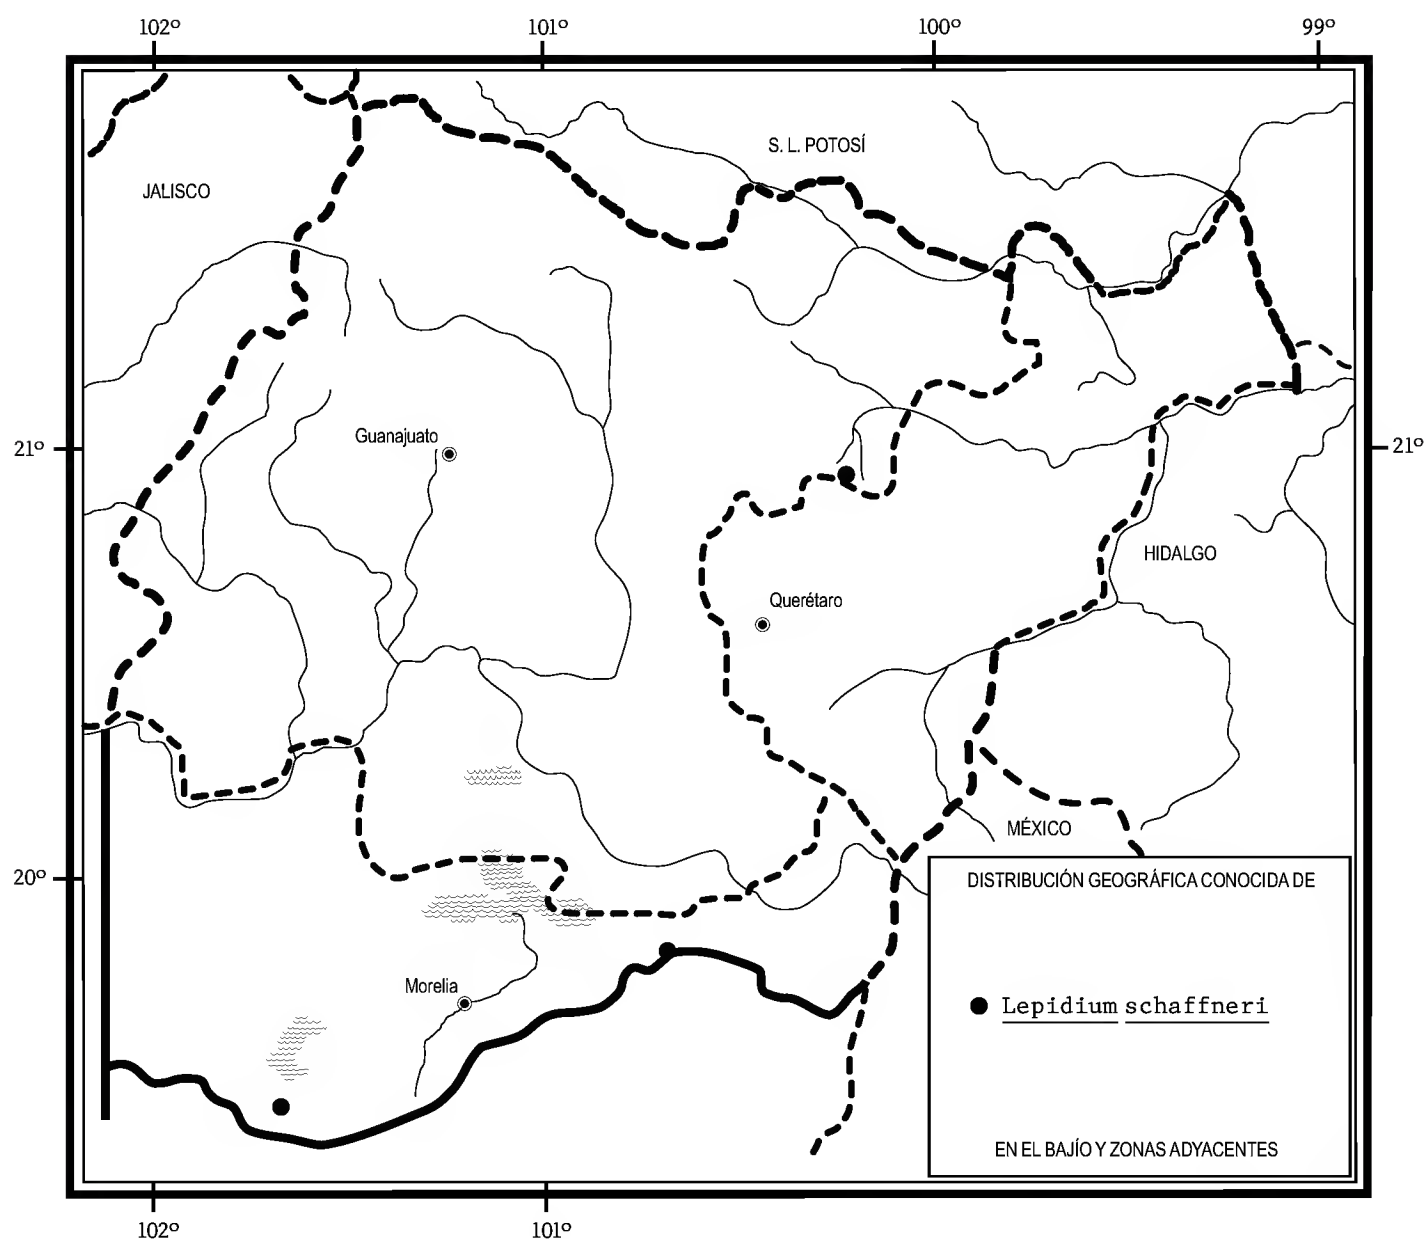 102º 101º 100º 99º
S. L. POTOSÍ
JALISCO
Guanajuato
21º 21º
HIDALGO
Querétaro
MÉXICO
20º
DISTRIBUCIÓN GEOGRÁFICA CONOCIDA DE
Morelia
Lepidium schaffneri
EN EL BAJÍO Y ZONAS ADYACENTES
102º 101º